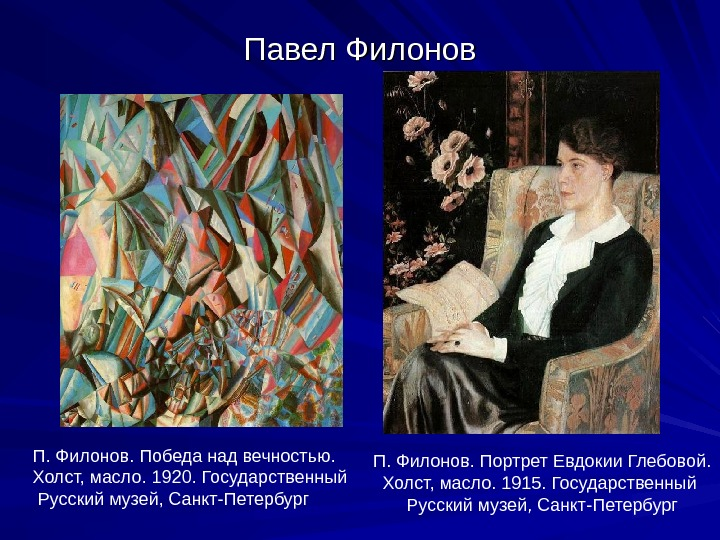 Павел Филонов
П. Филонов. Победа над вечностью.
Холст, масло. 1920. Государственный
Русский музей, Санкт-Петербург
П. Филонов. Портрет Евдокии Глебовой.
Холст, масло. 1915. Государственный
Русский музей, Санкт-Петербург